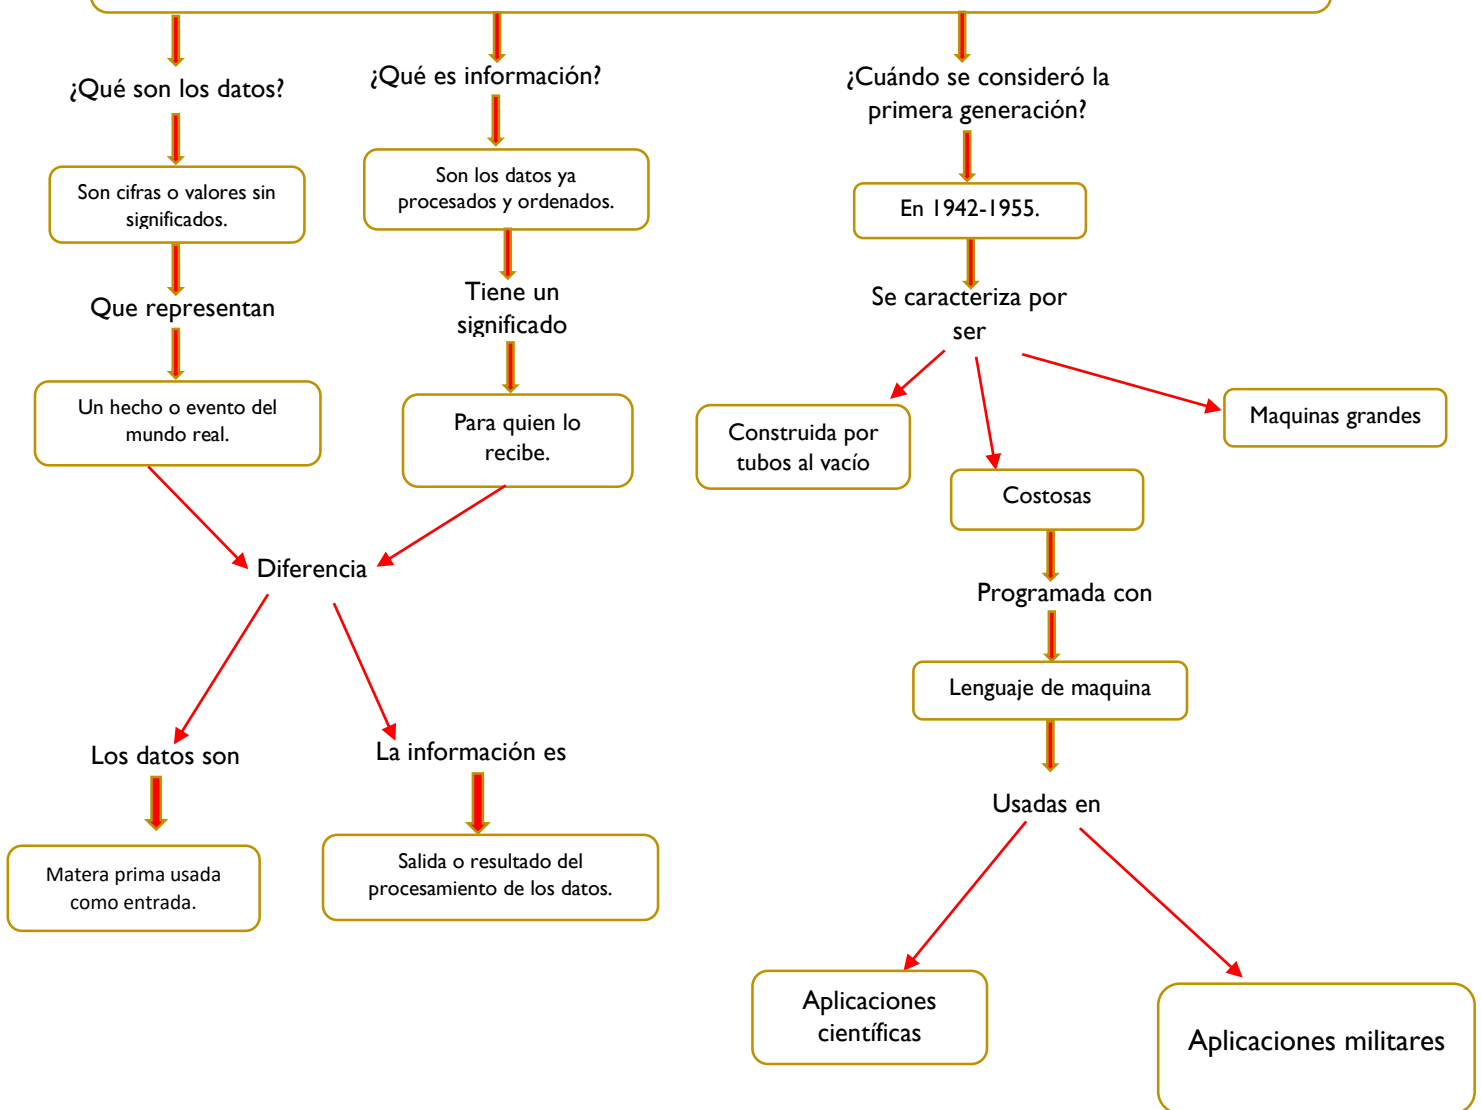 ¿Qué son los datos?
Son cifras o valores sin
significados.
Que representan
Un hecho o evento del
mundo real.
¿Qué es información?
Son los datos ya
procesados y ordenados.
Tiene un
significado
Para quien lo
recibe.
Diferencia
Los datos son
Matera prima usada
como entrada.
La información es
Salida o resultado del
procesamiento de los datos.
¿Cuándo se consideró la
primera generación?
En 1942-1955.
Se caracteriza por
ser
Construida por
tubos al vacío
Costosas
Maquinas grandes
Programada con
Lenguaje de maquina
Usadas en
Aplicaciones
científicas
Aplicaciones militares